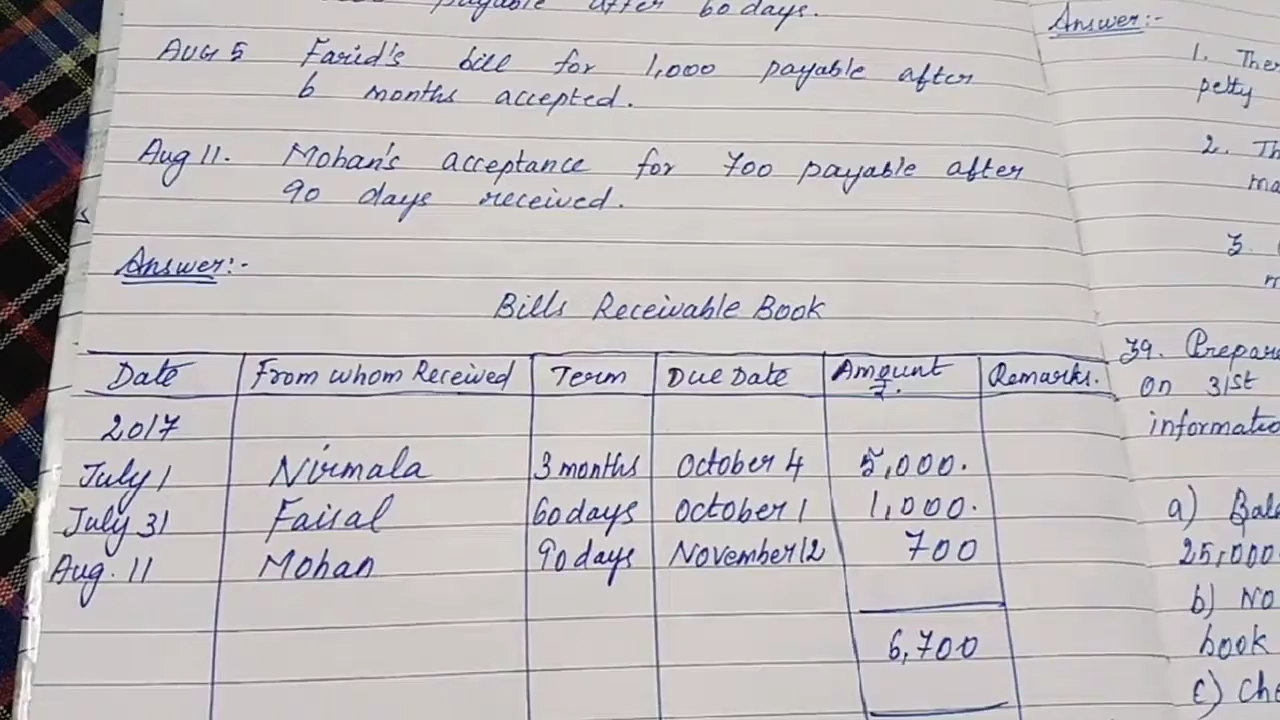 payable after 60 days.
Aug 5 Farid's bill for 1,000 payable after
6 months accepted.
Aug 11. Mohan's acceptance for 700 payable after
90 days received.
Answer:-
Bills Receivable Book
Date From whom Received Term Due Date Amount ₹. Remarks.
2017
July 1 Nirmala 3 months October 4 5,000.
July 31 Faisal 60 days October 1 1,000.
Aug. 11 Mohan 90 days November 12 700
6,700
Answer:-
1. Ther
petty
2. Th
ma
3.
39. Prepare
on 31st
informatio
a) Bala
25,000
b) No
book
c) Che